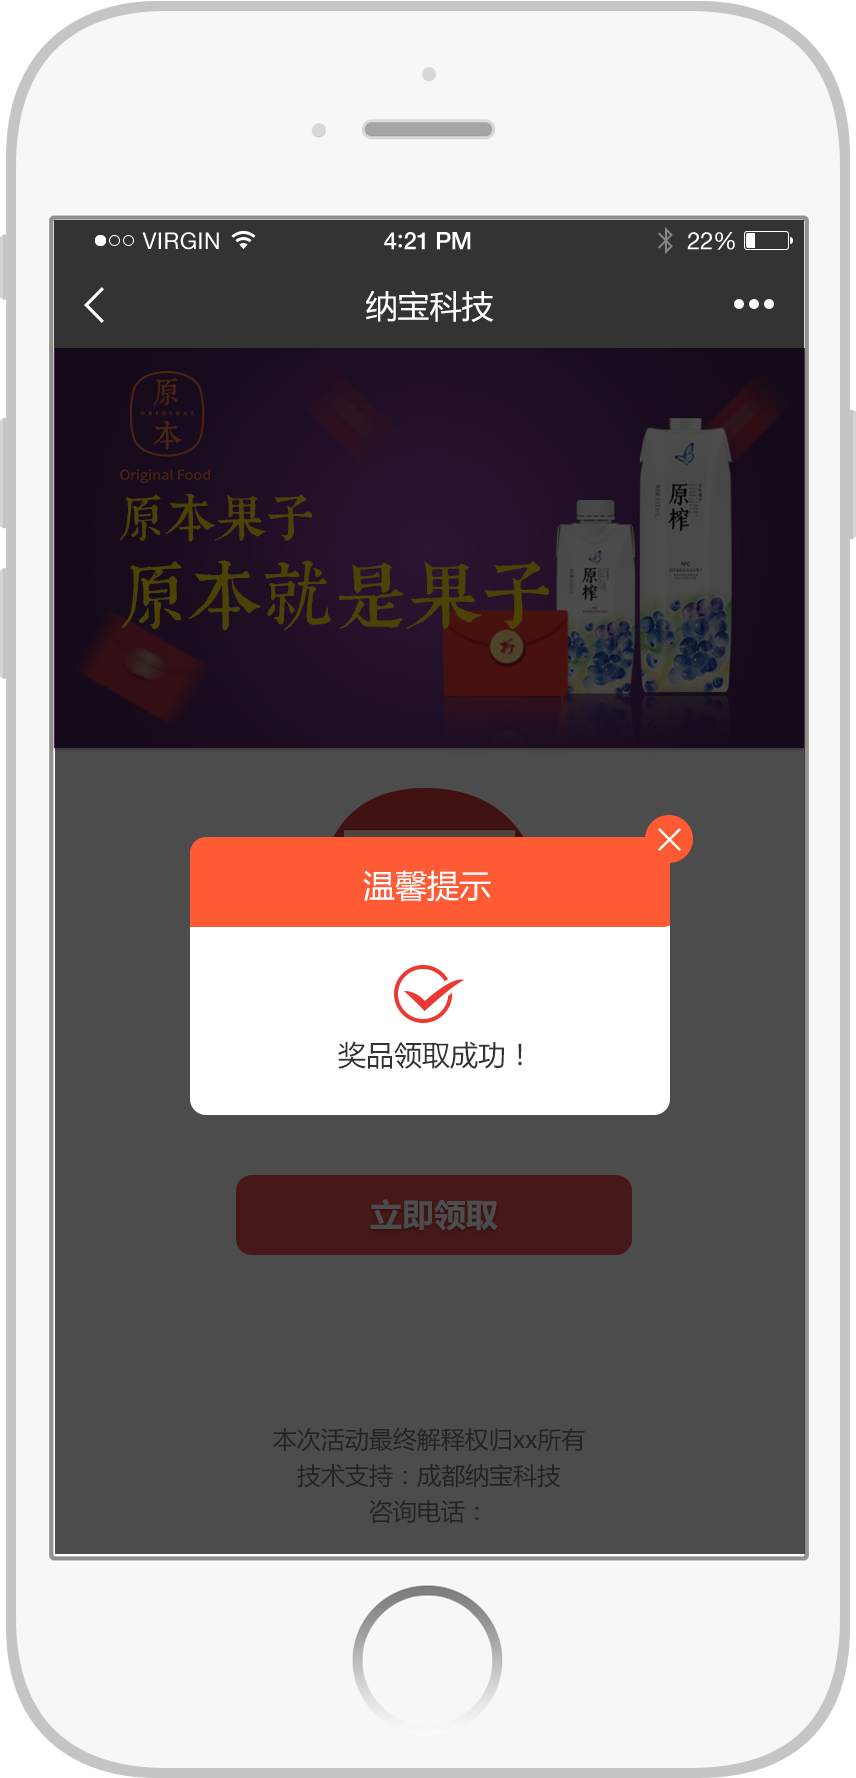 VIRGIN
4:21 PM
22%
纳宝科技
原
ORIGINAL
本
Original Food
原本果子
原本就是果子
原榨
原榨
NFC
温馨提示
奖品领取成功！
立即领取
本次活动最终解释权归xx所有
技术支持：成都纳宝科技
咨询电话：